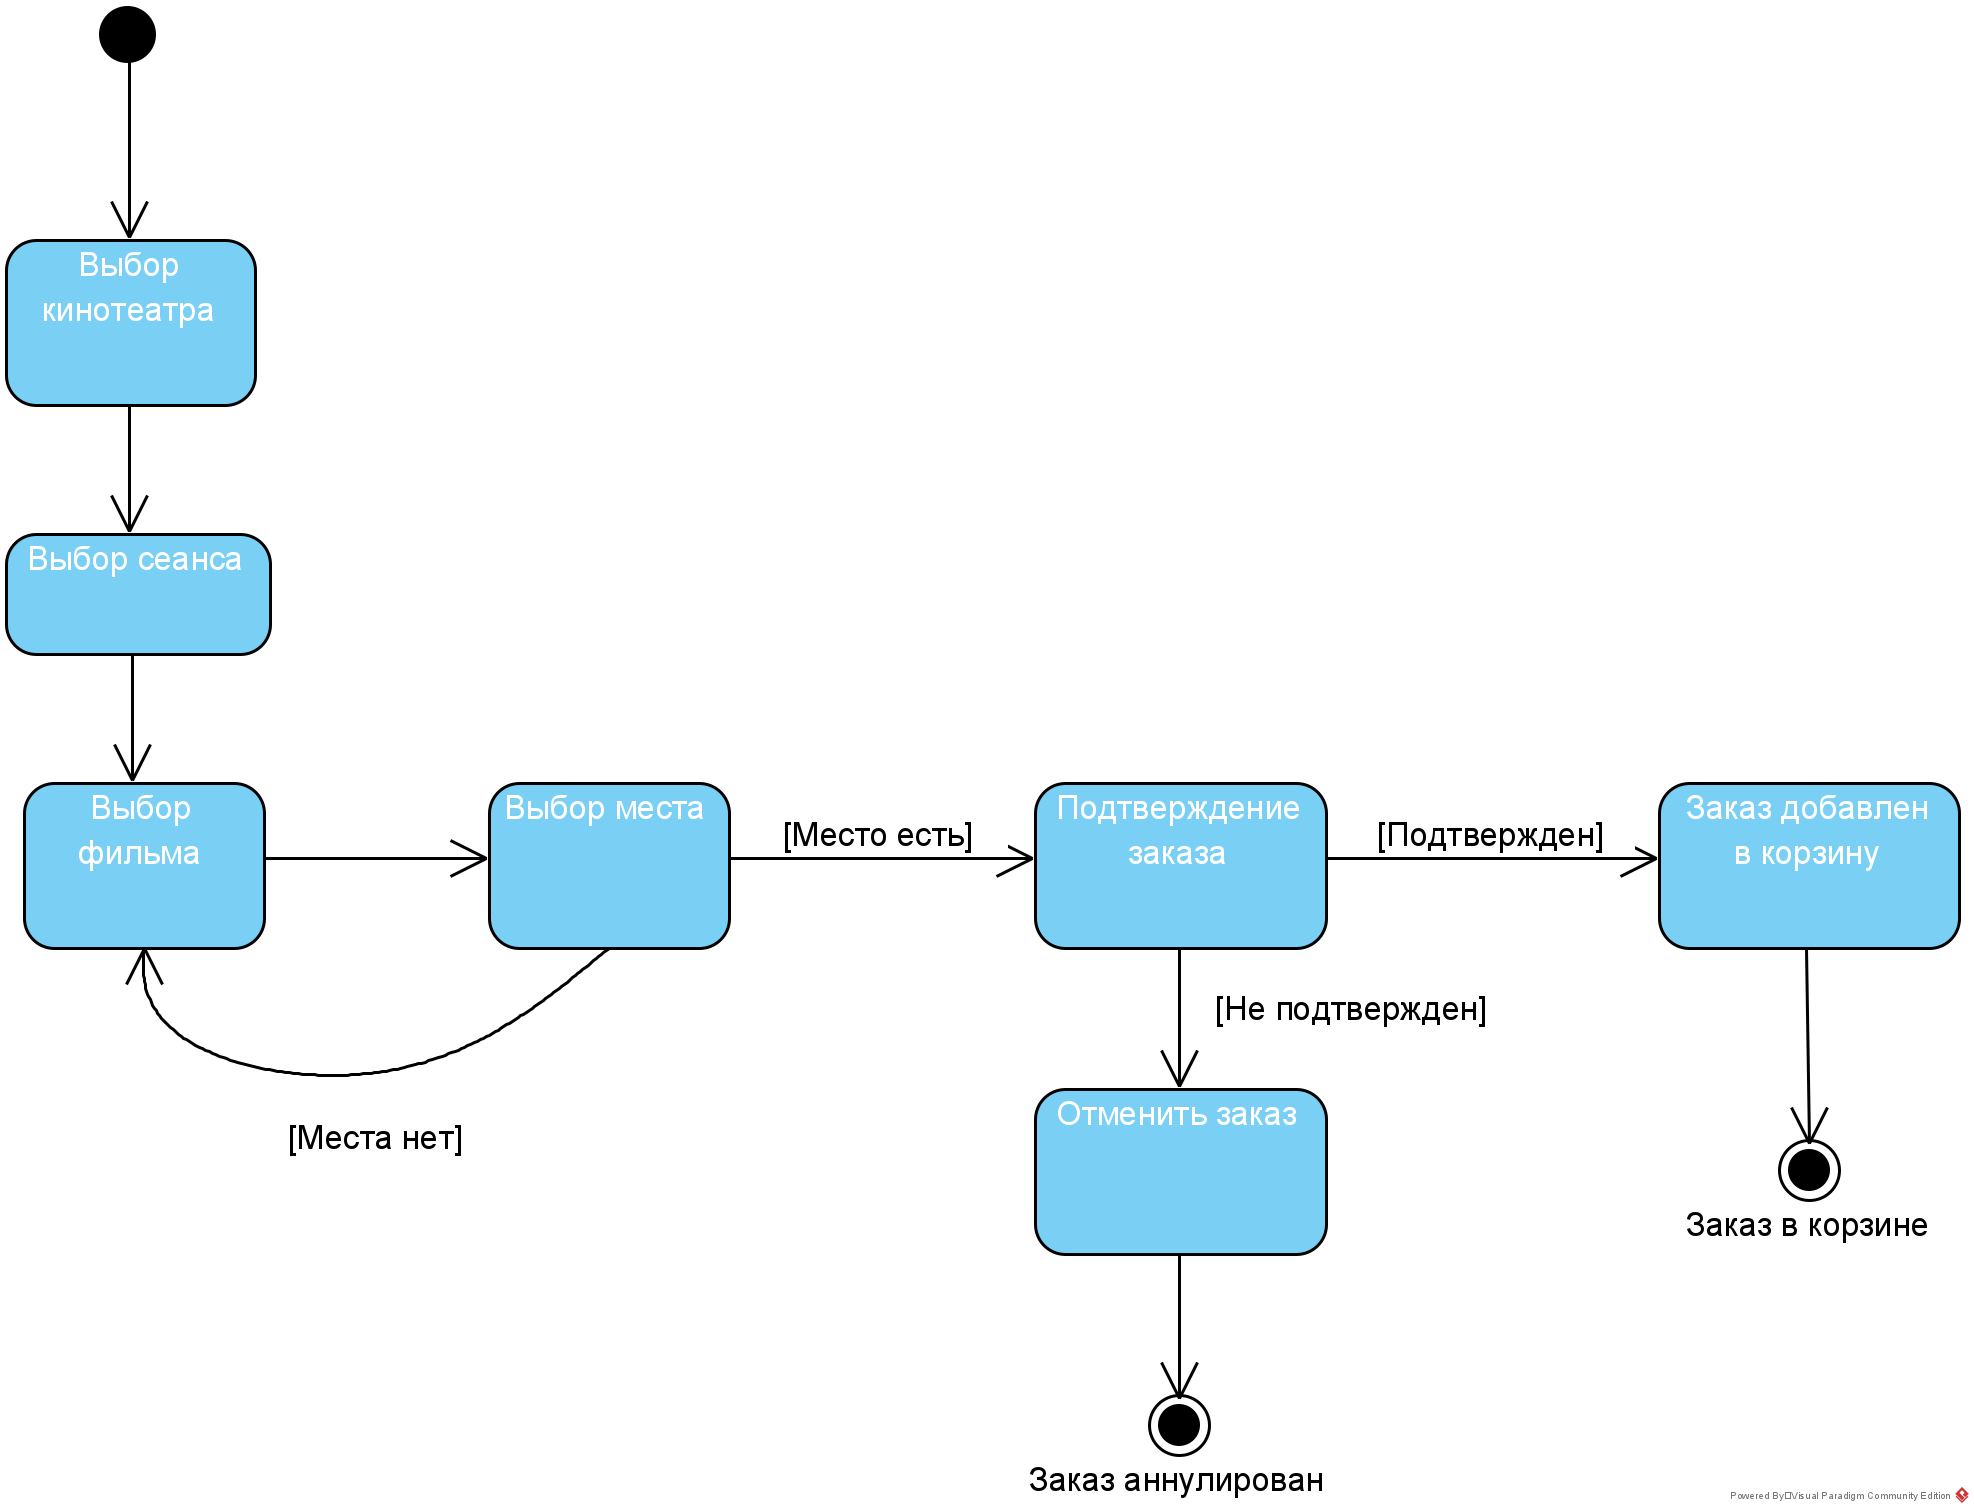 Выбор
кинотеатра
Выбор сеанса
Выбор
фильма
Выбор места
[Место есть]
Подтверждение
заказа
[Подтвержден]
Заказ добавлен
в корзину
[Не подтвержден]
[Места нет]
Отменить заказ
Заказ в корзине
Заказ аннулирован
Powered By Visual Paradigm Community Edition